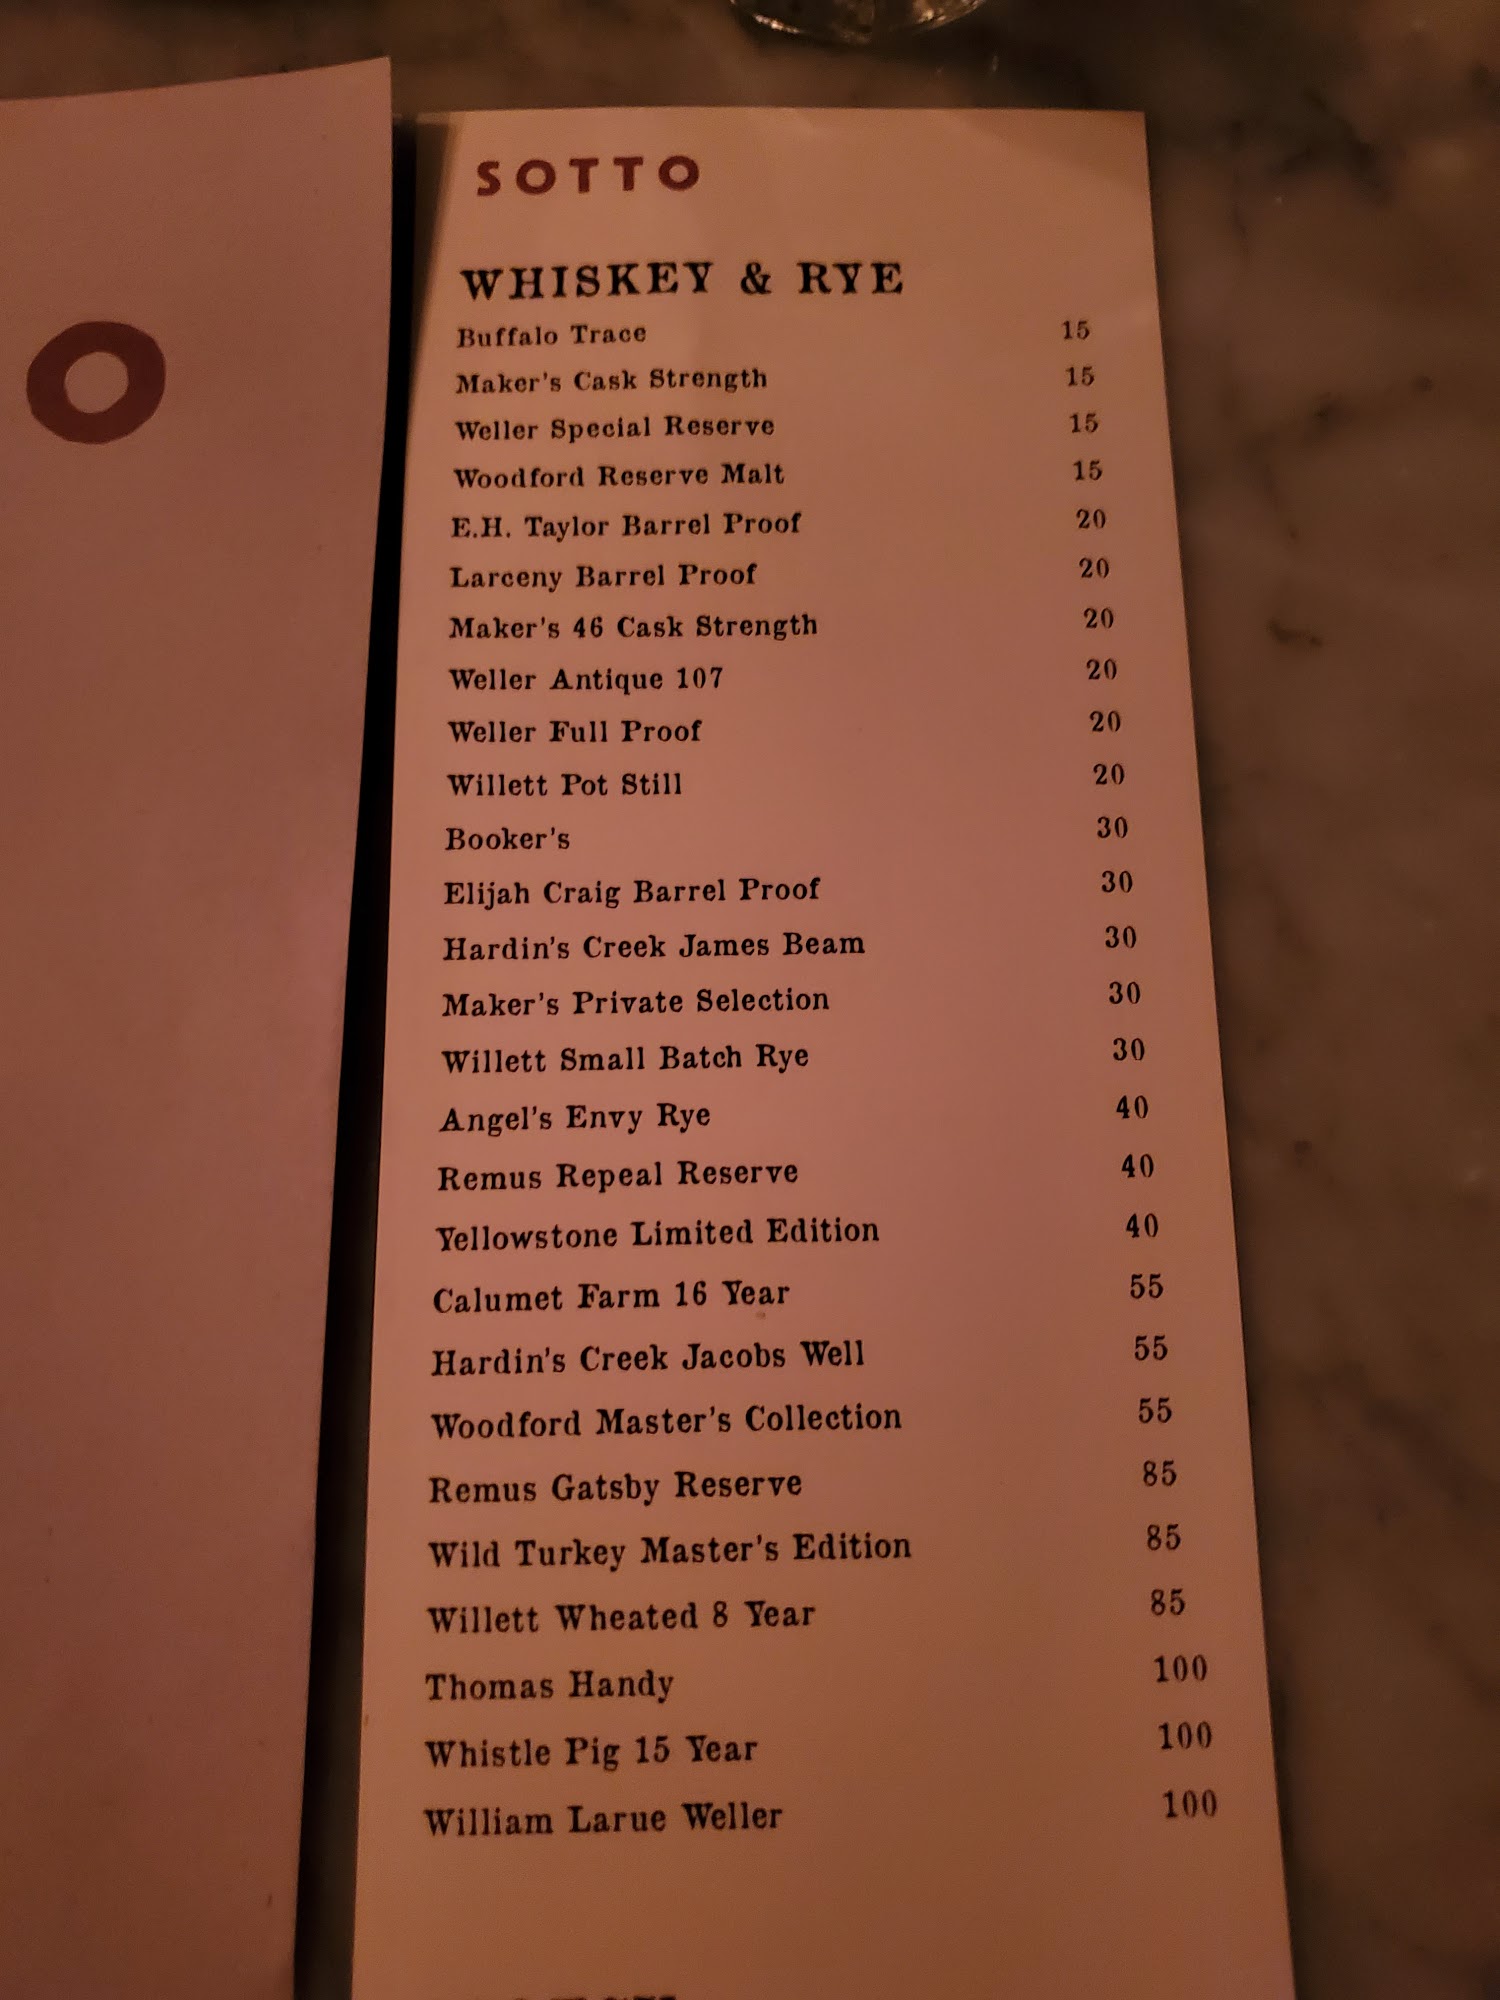 SOTTO
WHISKEY & RYE
Buffalo Trace 15
Maker's Cask Strength 15
Weller Special Reserve 15
Woodford Reserve Malt 15
E.H. Taylor Barrel Proof 20
Larceny Barrel Proof 20
Maker's 46 Cask Strength 20
Weller Antique 107 20
Weller Full Proof 20
Willett Pot Still 20
Booker's 30
Elijah Craig Barrel Proof 30
Hardin's Creek James Beam 30
Maker's Private Selection 30
Willett Small Batch Rye 30
Angel's Envy Rye 40
Remus Repeal Reserve 40
Yellowstone Limited Edition 40
Calumet Farm 16 Year 55
Hardin's Creek Jacobs Well 55
Woodford Master's Collection 55
Remus Gatsby Reserve 85
Wild Turkey Master's Edition 85
Willett Wheated 8 Year 85
Thomas Handy 100
Whistle Pig 15 Year 100
William Larue Weller 100
O